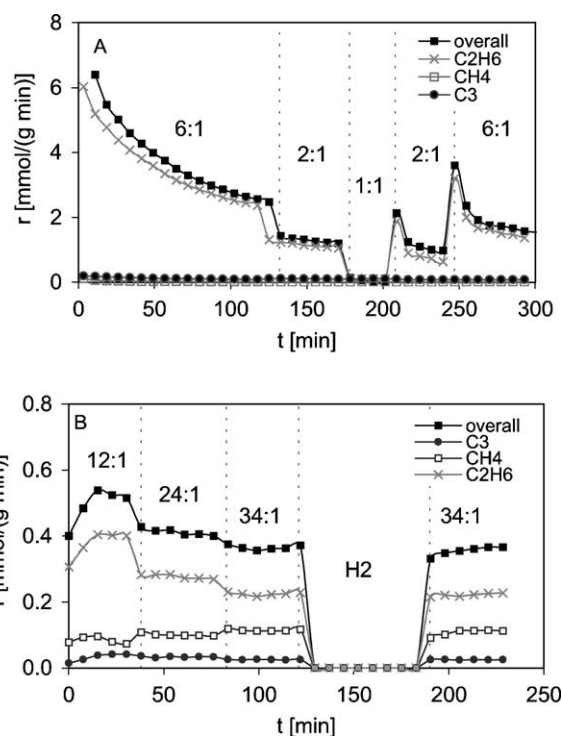 A
r [mmol/(g min)]
8
6
4
2
0
6:1
2:1
1:1
2:1
6:1
overall
C2H6
CH4
C3
0 50 100 150 200 250 300
t [min]
B
[mmol/(g min)]
0.8
0.6
0.4
0.2
0.0
12:1
24:1
34:1
H2
34:1
overall
C3
CH4
C2H6
0 50 100 150 200 250
t [min]